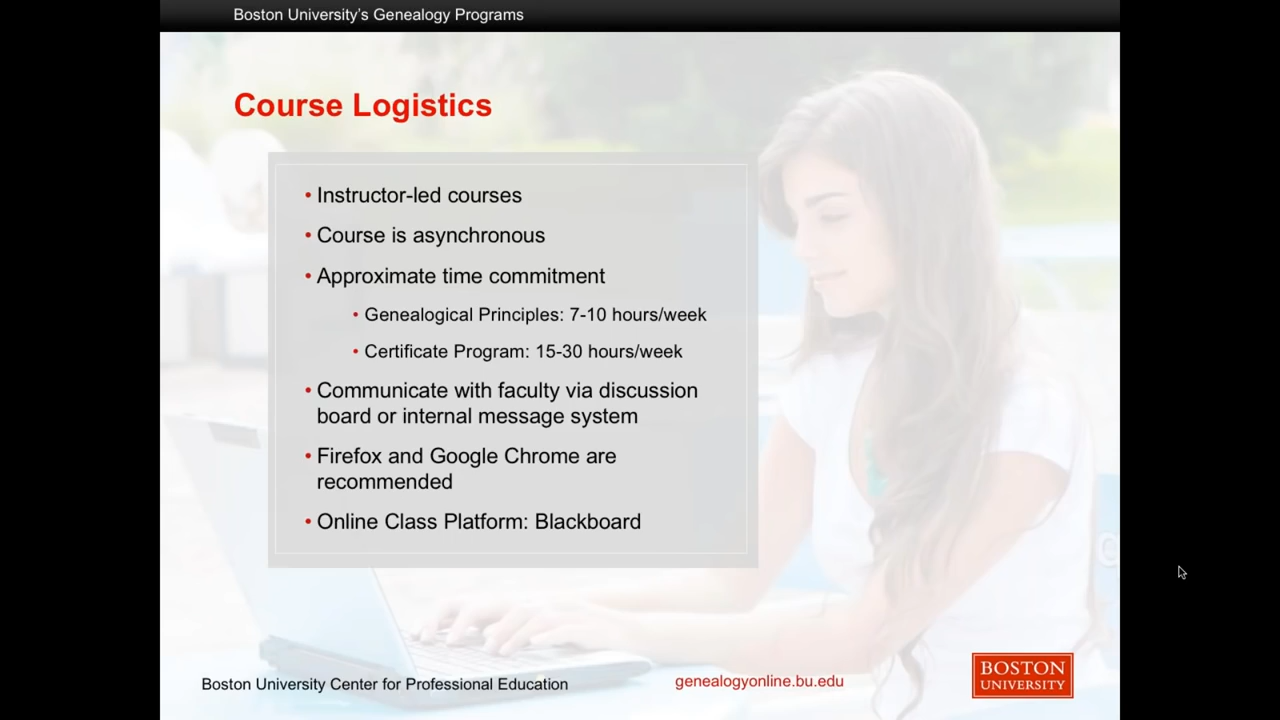 Boston University’s Genealogy Programs
Course Logistics
• Instructor-led courses
• Course is asynchronous
• Approximate time commitment
• Genealogical Principles: 7-10 hours/week
• Certificate Program: 15-30 hours/week
• Communicate with faculty via discussion
board or internal message system
• Firefox and Google Chrome are
recommended
• Online Class Platform: Blackboard
Boston University Center for Professional Education
genealogyonline.bu.edu
BOSTON
UNIVERSITY